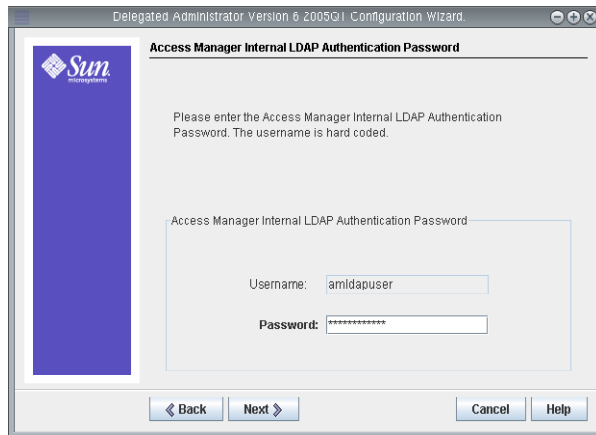 Delegated Administrator Version 6 2005Q1 Configuration Wizard.
Sun
microsystems
Access Manager Internal LDAP Authentication Password
Please enter the Access Manager Internal LDAP Authentication
Password. The username is hard coded.
Access Manager Internal LDAP Authentication Password
Username: amldapuser
Password: ************
Back Next Cancel Help